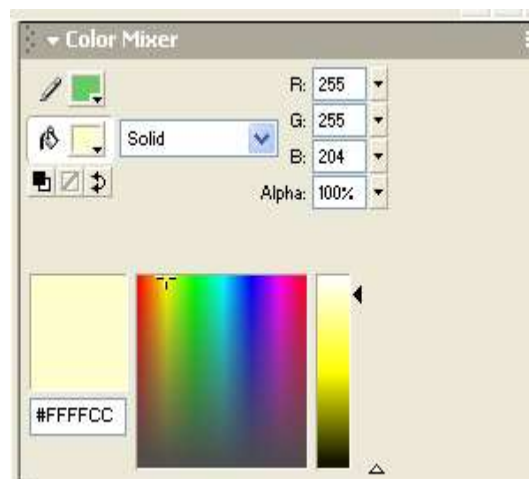 Color Mixer
R: 255
Solid
G: 255
B: 204
Alpha: 100%
#FFFFCC